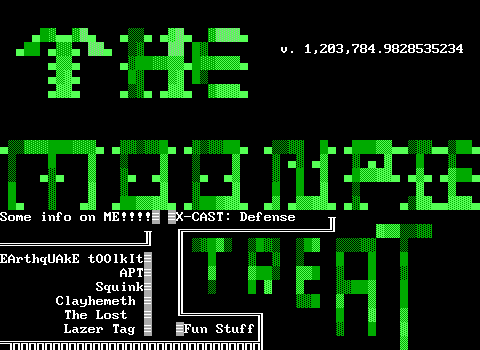 THE
v. 1,203,784.9828535234
MOONPIE
Some info on ME!!!! X-CAST: Defense
TREAT
EArthqUAkE tOOlkIt
APT
Squink
Clayhemeth
The Lost
Lazer Tag Fun Stuff